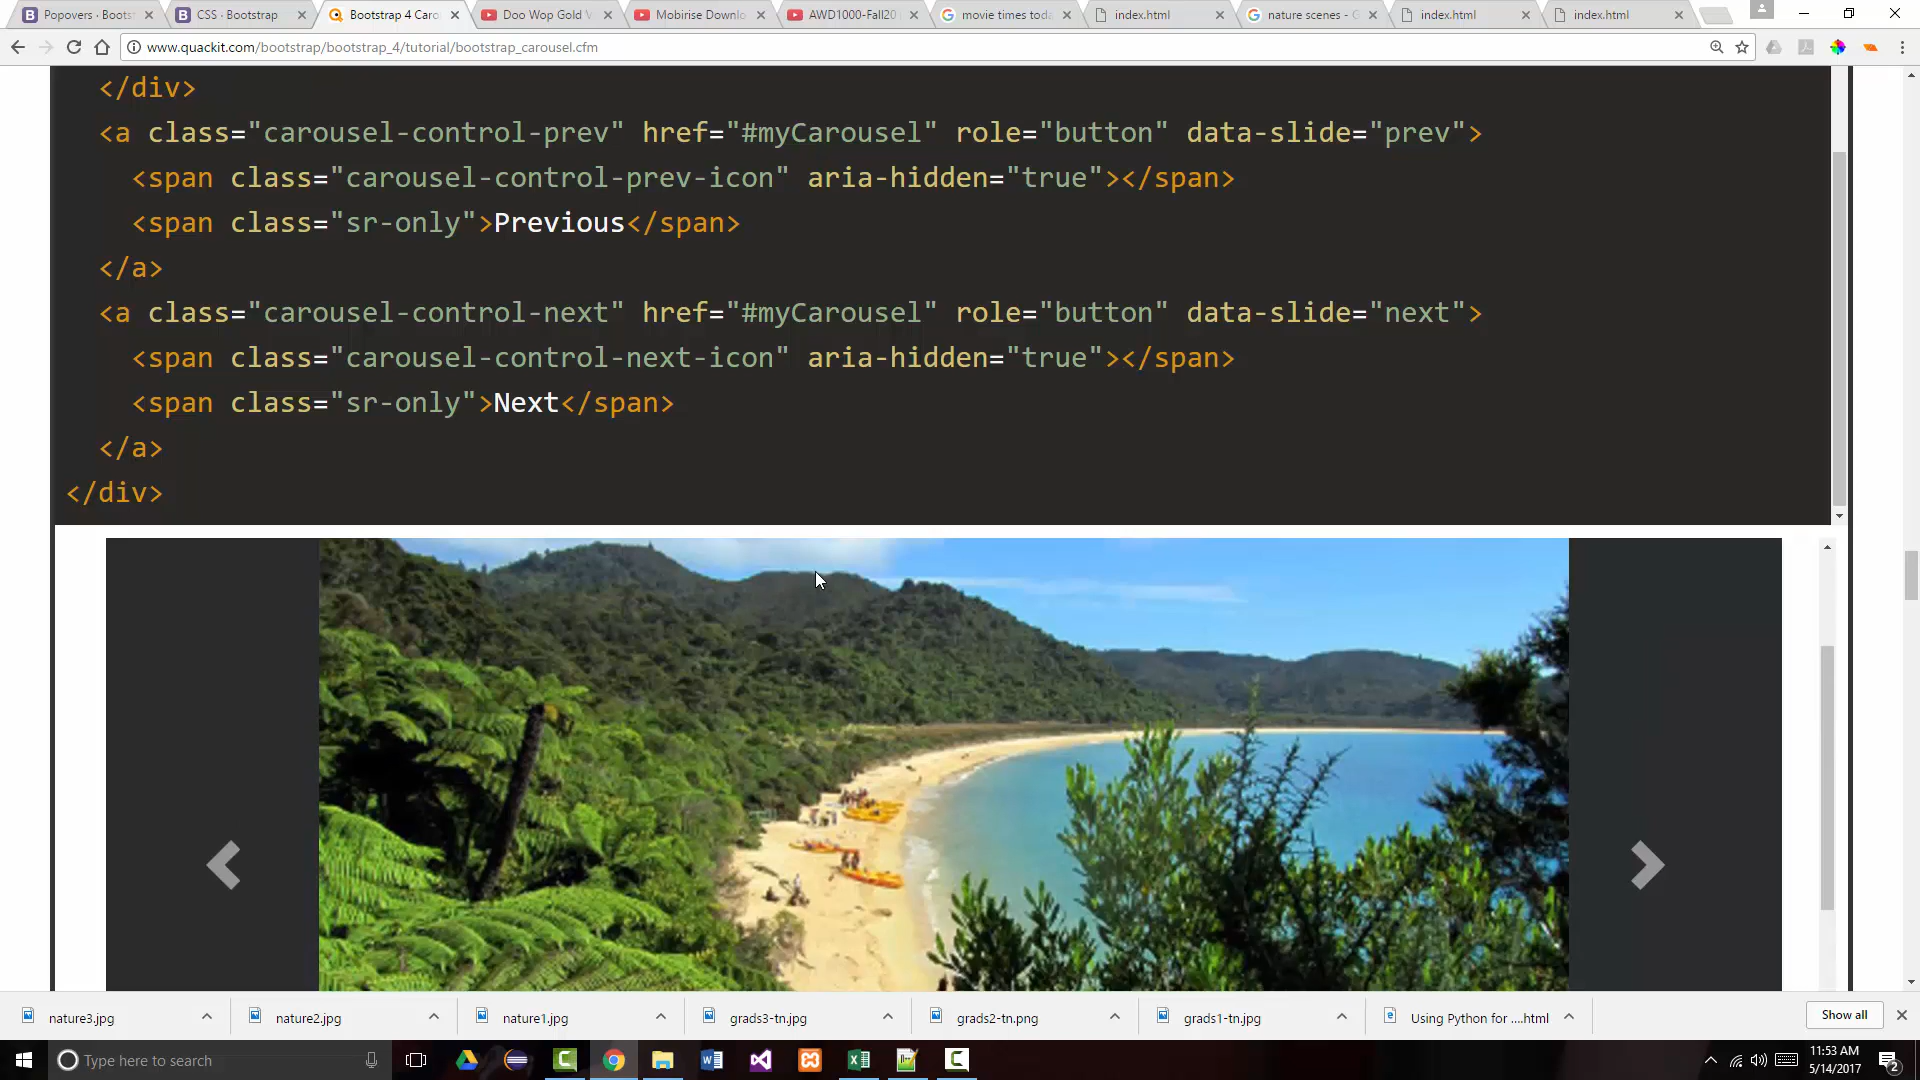 Popovers · Boots
CSS · Bootstrap
Bootstrap 4 Caro
Doo Wop Gold V
Mobirise Downlo
AWD1000-Fall201
movie times toda
index.html
nature scenes - G
index.html
index.html
www.quackit.com/bootstrap/bootstrap_4/tutorial/bootstrap_carousel.cfm
</div>
<a class="carousel-control-prev" href="#myCarousel" role="button" data-slide="prev">
<span class="carousel-control-prev-icon" aria-hidden="true"></span>
<span class="sr-only">Previous</span>
</a>
<a class="carousel-control-next" href="#myCarousel" role="button" data-slide="next">
<span class="carousel-control-next-icon" aria-hidden="true"></span>
<span class="sr-only">Next</span>
</a>
</div>
nature3.jpg
nature2.jpg
nature1.jpg
grads3-tn.jpg
grads2-tn.png
grads1-tn.jpg
Using Python for ....html
Show all
Type here to search
11:53 AM
5/14/2017
2